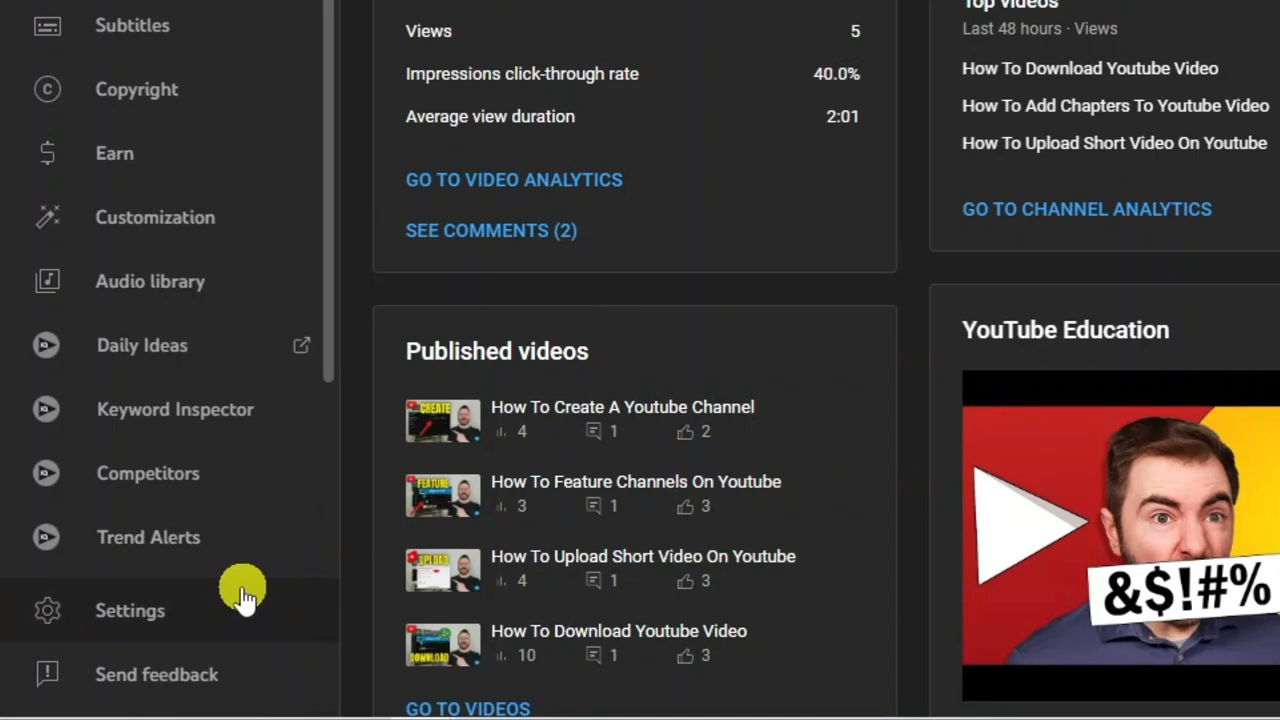 Subtitles
Copyright
Earn
Customization
Audio library
Daily Ideas
Keyword Inspector
Competitors
Trend Alerts
Settings
Send feedback
Views 5
Impressions click-through rate 40.0%
Average view duration 2:01
GO TO VIDEO ANALYTICS
SEE COMMENTS (2)
Published videos
CREATE
How To Create A Youtube Channel
4 1 2
FEATURE
How To Feature Channels On Youtube
3 1 3
UPLOAD
How To Upload Short Video On Youtube
4 1 3
DOWNLOAD
How To Download Youtube Video
10 1 3
GO TO VIDEOS
Top videos
Last 48 hours · Views
How To Download Youtube Video
How To Add Chapters To Youtube Video
How To Upload Short Video On Youtube
GO TO CHANNEL ANALYTICS
YouTube Education
&$!#%